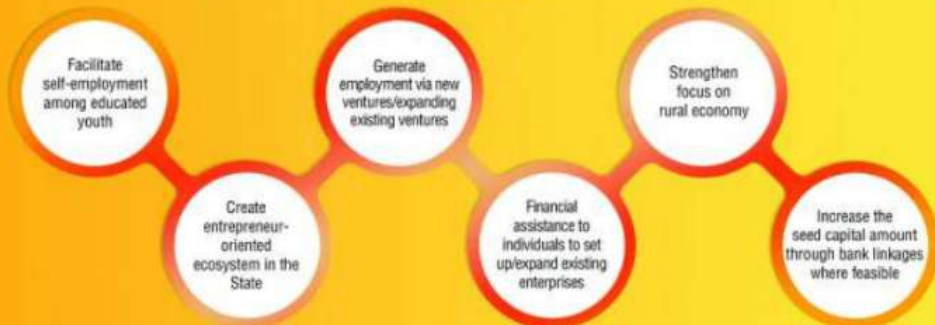 Facilitate
self-employment
among educated
youth
Create
entrepreneur-
oriented
ecosystem in the
State
Generate
employment via new
ventures/expanding
existing ventures
Financial
assistance to
individuals to set
up/expand existing
enterprises
Strengthen
focus on
rural economy
Increase the
seed capital amount
through bank linkages
where feasible